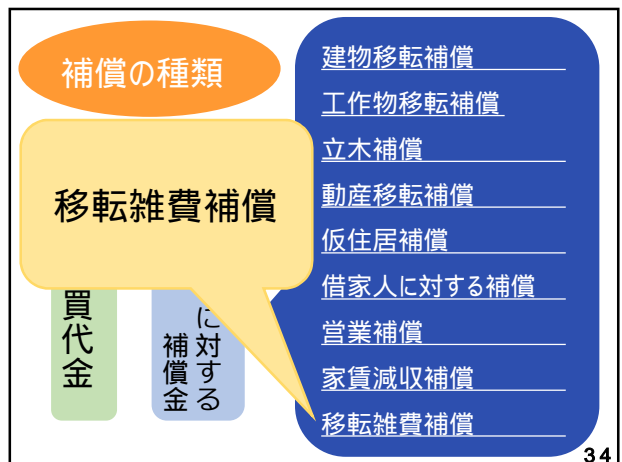 補償の種類
移転雑費補償
買代金
に対する
補償金
建物移転補償
工作物移転補償
立木補償
動産移転補償
仮住居補償
借家人に対する補償
営業補償
家賃減収補償
移転雑費補償
34